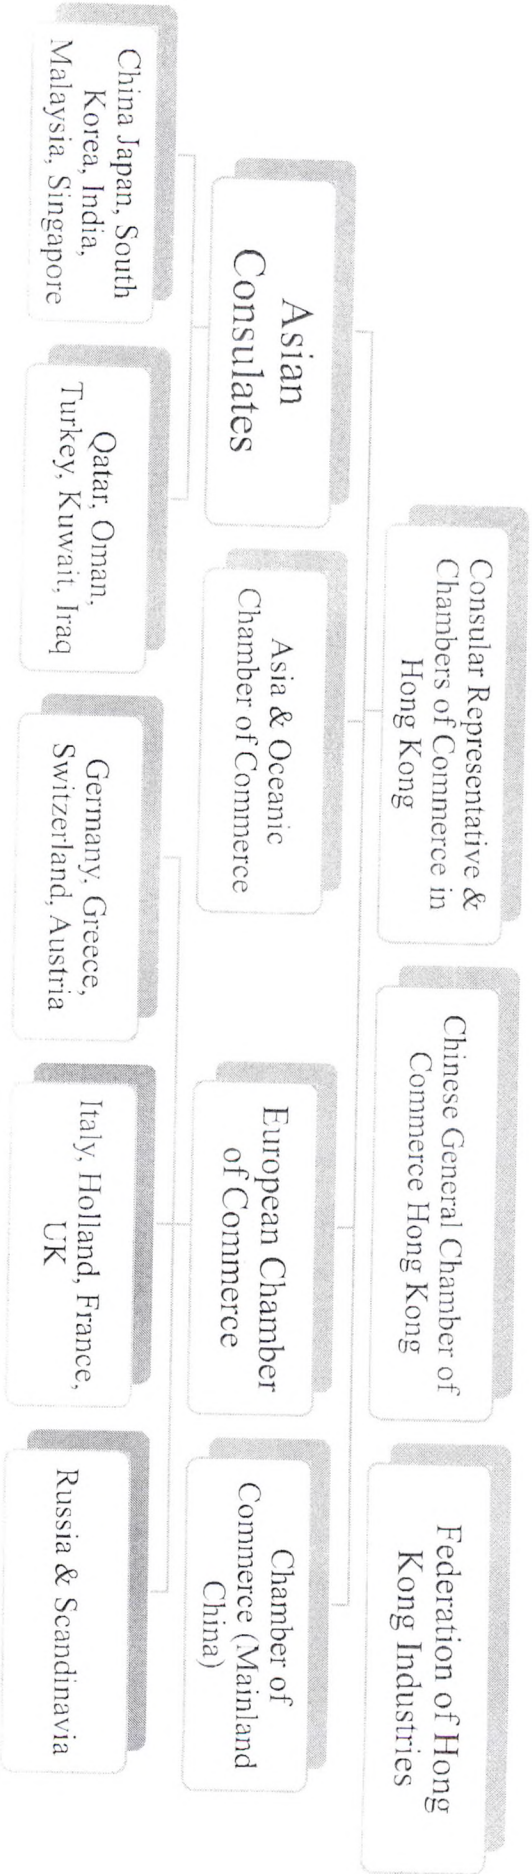 Consular Representative &
Chambers of Commerce in
Hong Kong
Chinese General Chamber of
Commerce Hong Kong
Federation of Hong
Kong Industries
Asian
Consulates
Asia & Oceanic
Chamber of Commerce
European Chamber
of Commerce
Chamber of
Commerce (Mainland
China)
China Japan, South
Korea, India,
Malaysia, Singapore
Qatar, Oman,
Turkey, Kuwait, Iraq
Germany, Greece,
Switzerland, Austria
Italy, Holland, France,
UK
Russia & Scandinavia